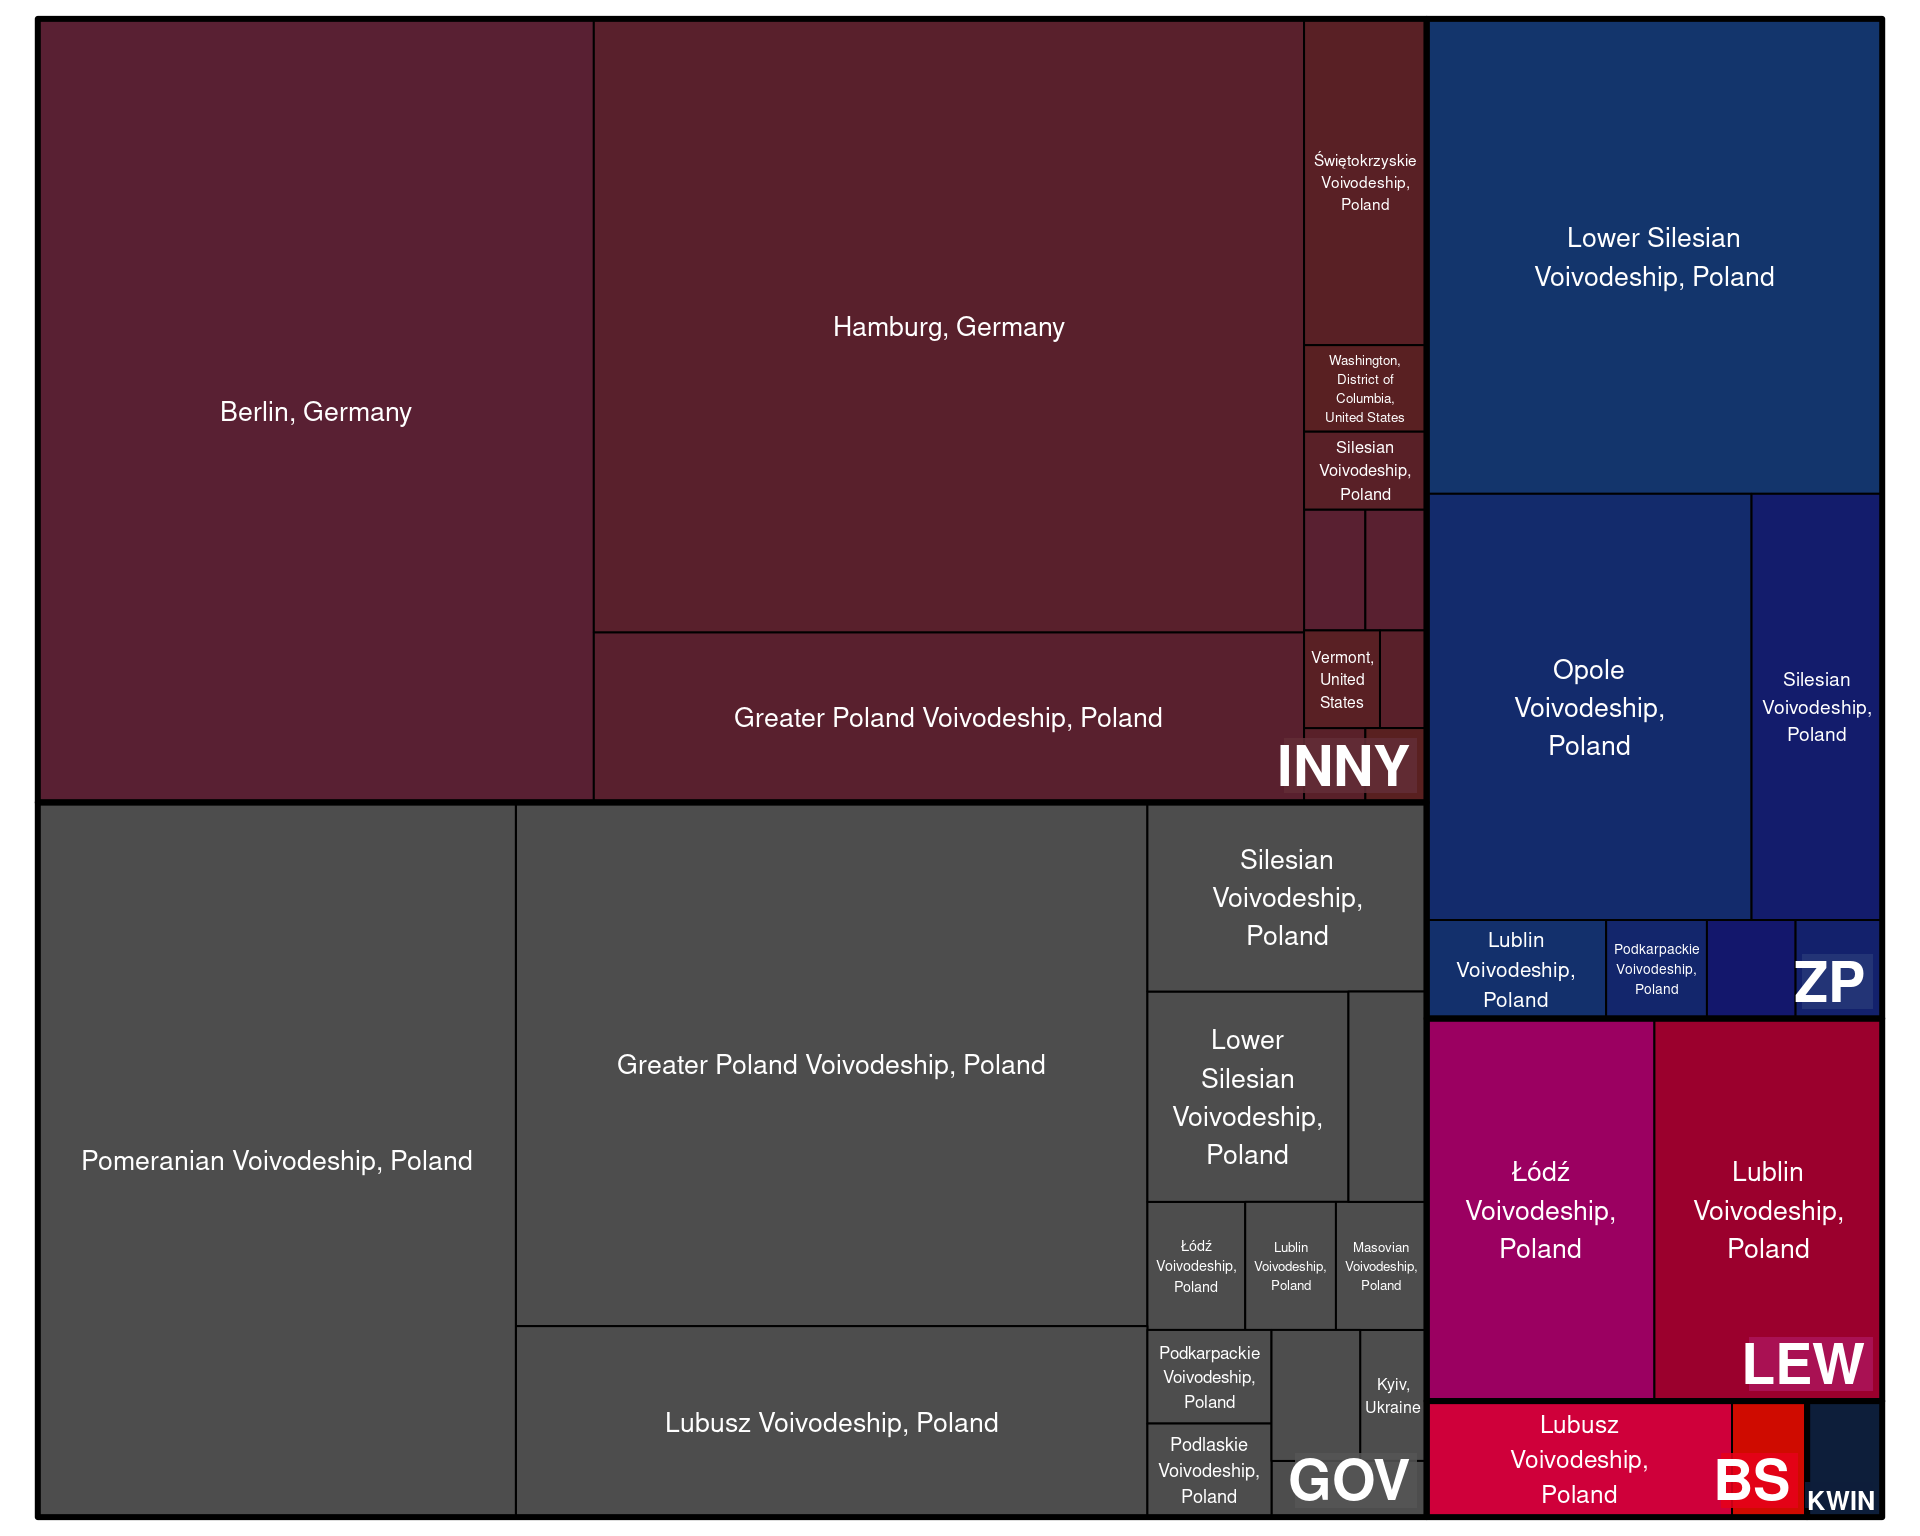 Berlin, Germany
Hamburg, Germany
Greater Poland Voivodeship, Poland
Świętokrzyskie
Voivodeship,
Poland
Washington,
District of
Columbia,
United States
Silesian
Voivodeship,
Poland
Vermont,
United
States
INNY
Pomeranian Voivodeship, Poland
Greater Poland Voivodeship, Poland
Lubusz Voivodeship, Poland
Silesian
Voivodeship,
Poland
Lower
Silesian
Voivodeship,
Poland
Łódź
Voivodeship,
Poland
Lublin
Voivodeship,
Poland
Masovian
Voivodeship,
Poland
Podkarpackie
Voivodeship,
Poland
Podlaskie
Voivodeship,
Poland
Kyiv,
Ukraine
GOV
Lower Silesian
Voivodeship, Poland
Opole
Voivodeship,
Poland
Silesian
Voivodeship,
Poland
Lublin
Voivodeship,
Poland
Podkarpackie
Voivodeship,
Poland
ZP
Łódź
Voivodeship,
Poland
Lublin
Voivodeship,
Poland
LEW
Lubusz
Voivodeship,
Poland
BS
KWIN